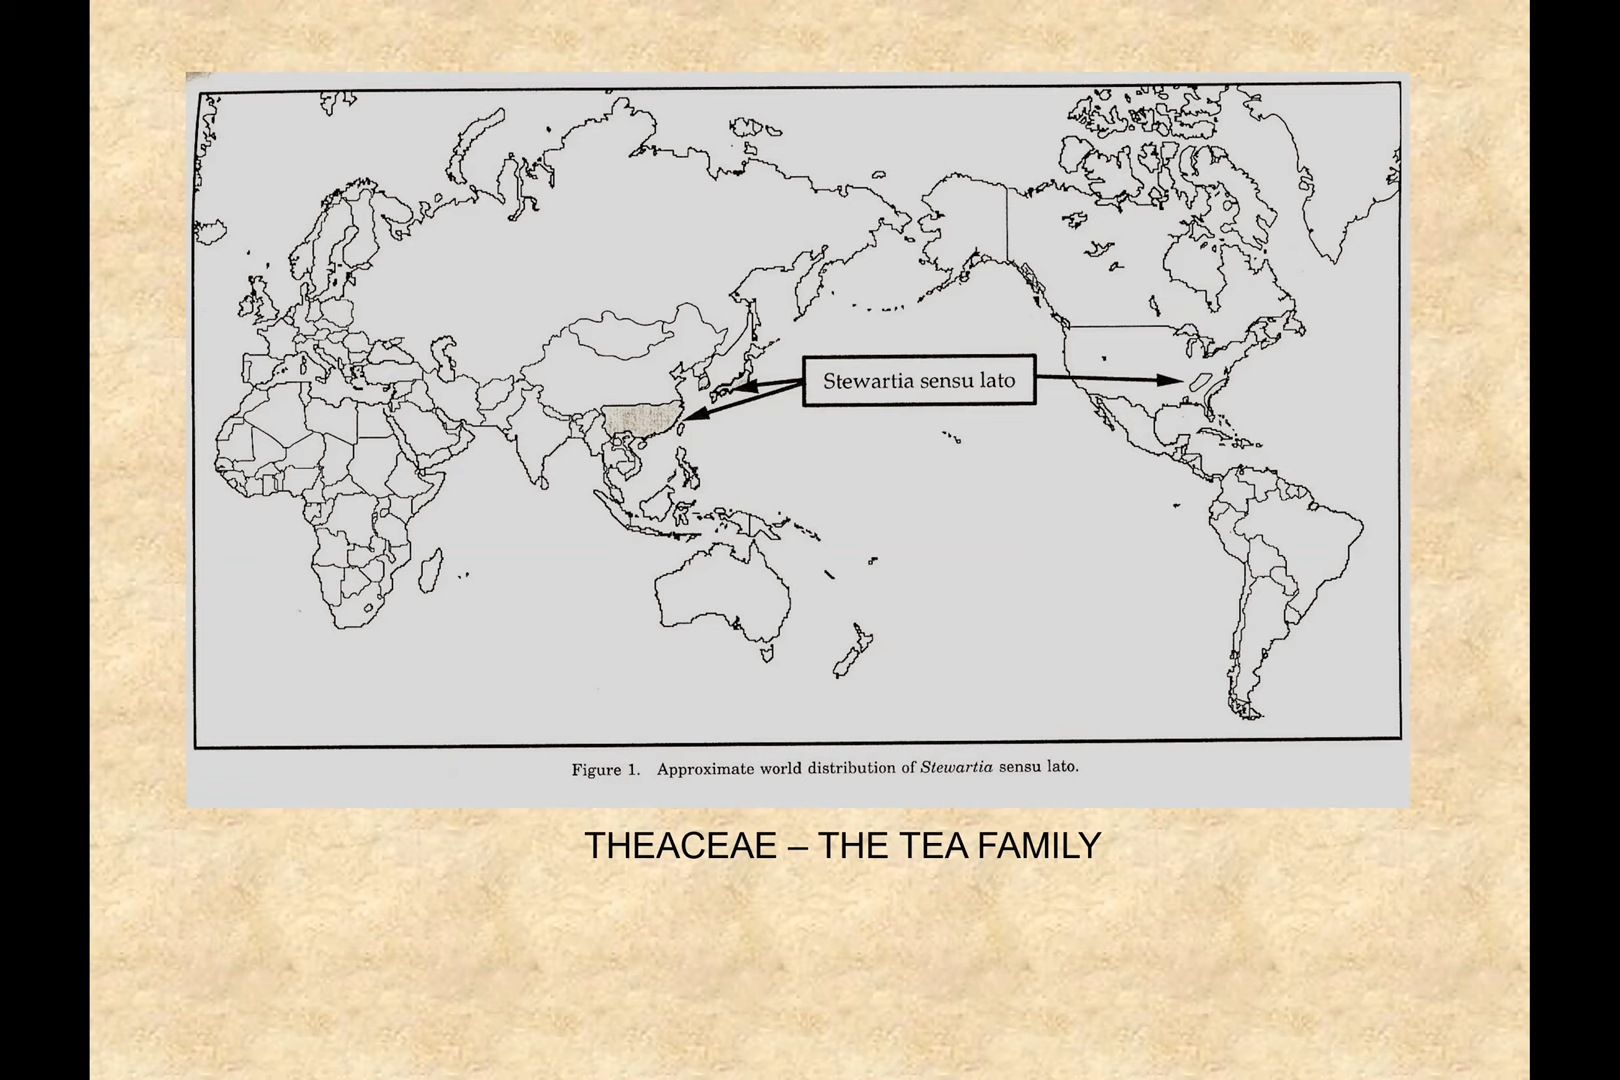 Stewartia sensu lato
Figure 1. Approximate world distribution of Stewartia sensu lato.
THEACEAE – THE TEA FAMILY